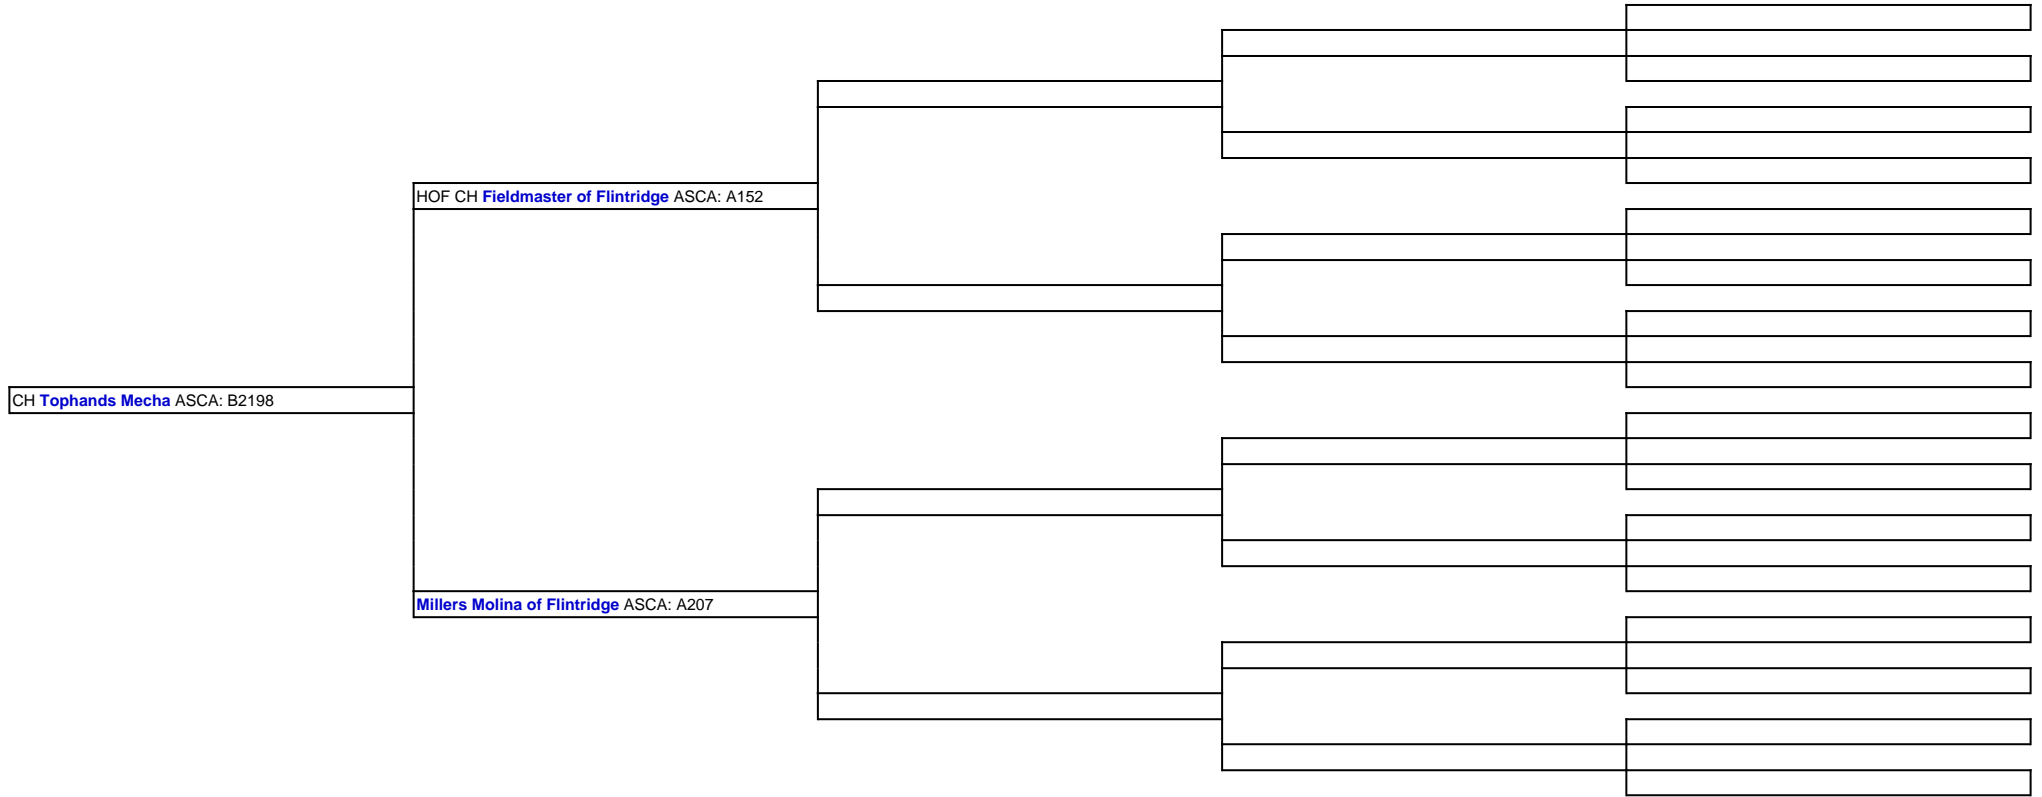 HOF CH Fieldmaster of Flintridge ASCA: A152
CH Tophands Mecha ASCA: B2198
Millers Molina of Flintridge ASCA: A207